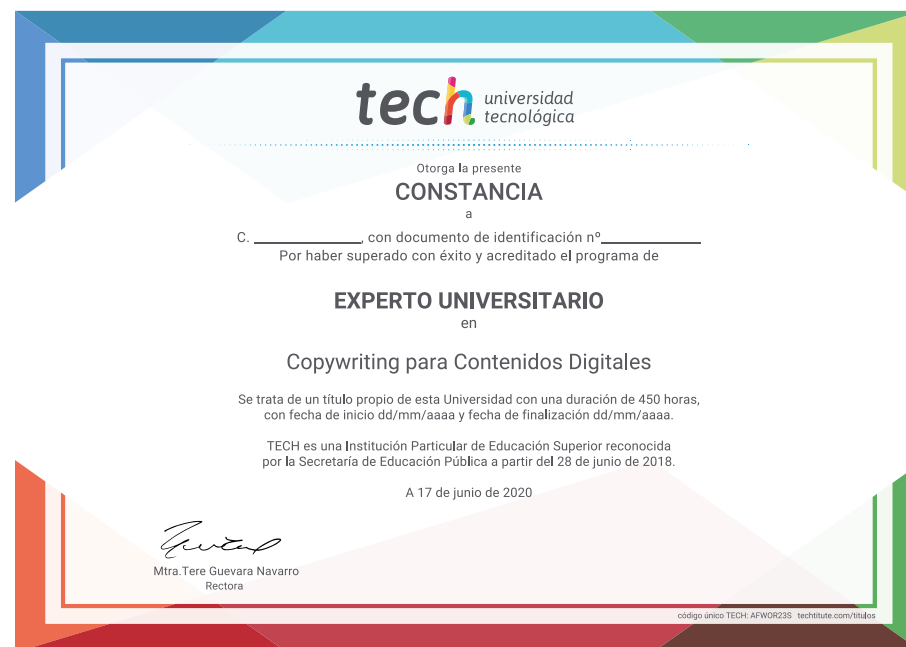 tech universidad
tecnológica
Otorga la presente
CONSTANCIA
a
C. ____________, con documento de identificación nº____________
Por haber superado con éxito y acreditado el programa de
EXPERTO UNIVERSITARIO
en
Copywriting para Contenidos Digitales
Se trata de un título propio de esta Universidad con una duración de 450 horas,
con fecha de inicio dd/mm/aaaa y fecha de finalización dd/mm/aaaa.
TECH es una Institución Particular de Educación Superior reconocida
por la Secretaría de Educación Pública a partir del 28 de junio de 2018.
A 17 de junio de 2020
Mtra.Tere Guevara Navarro
Rectora
código único TECH: AFWOR23S techtitute.com/titulos